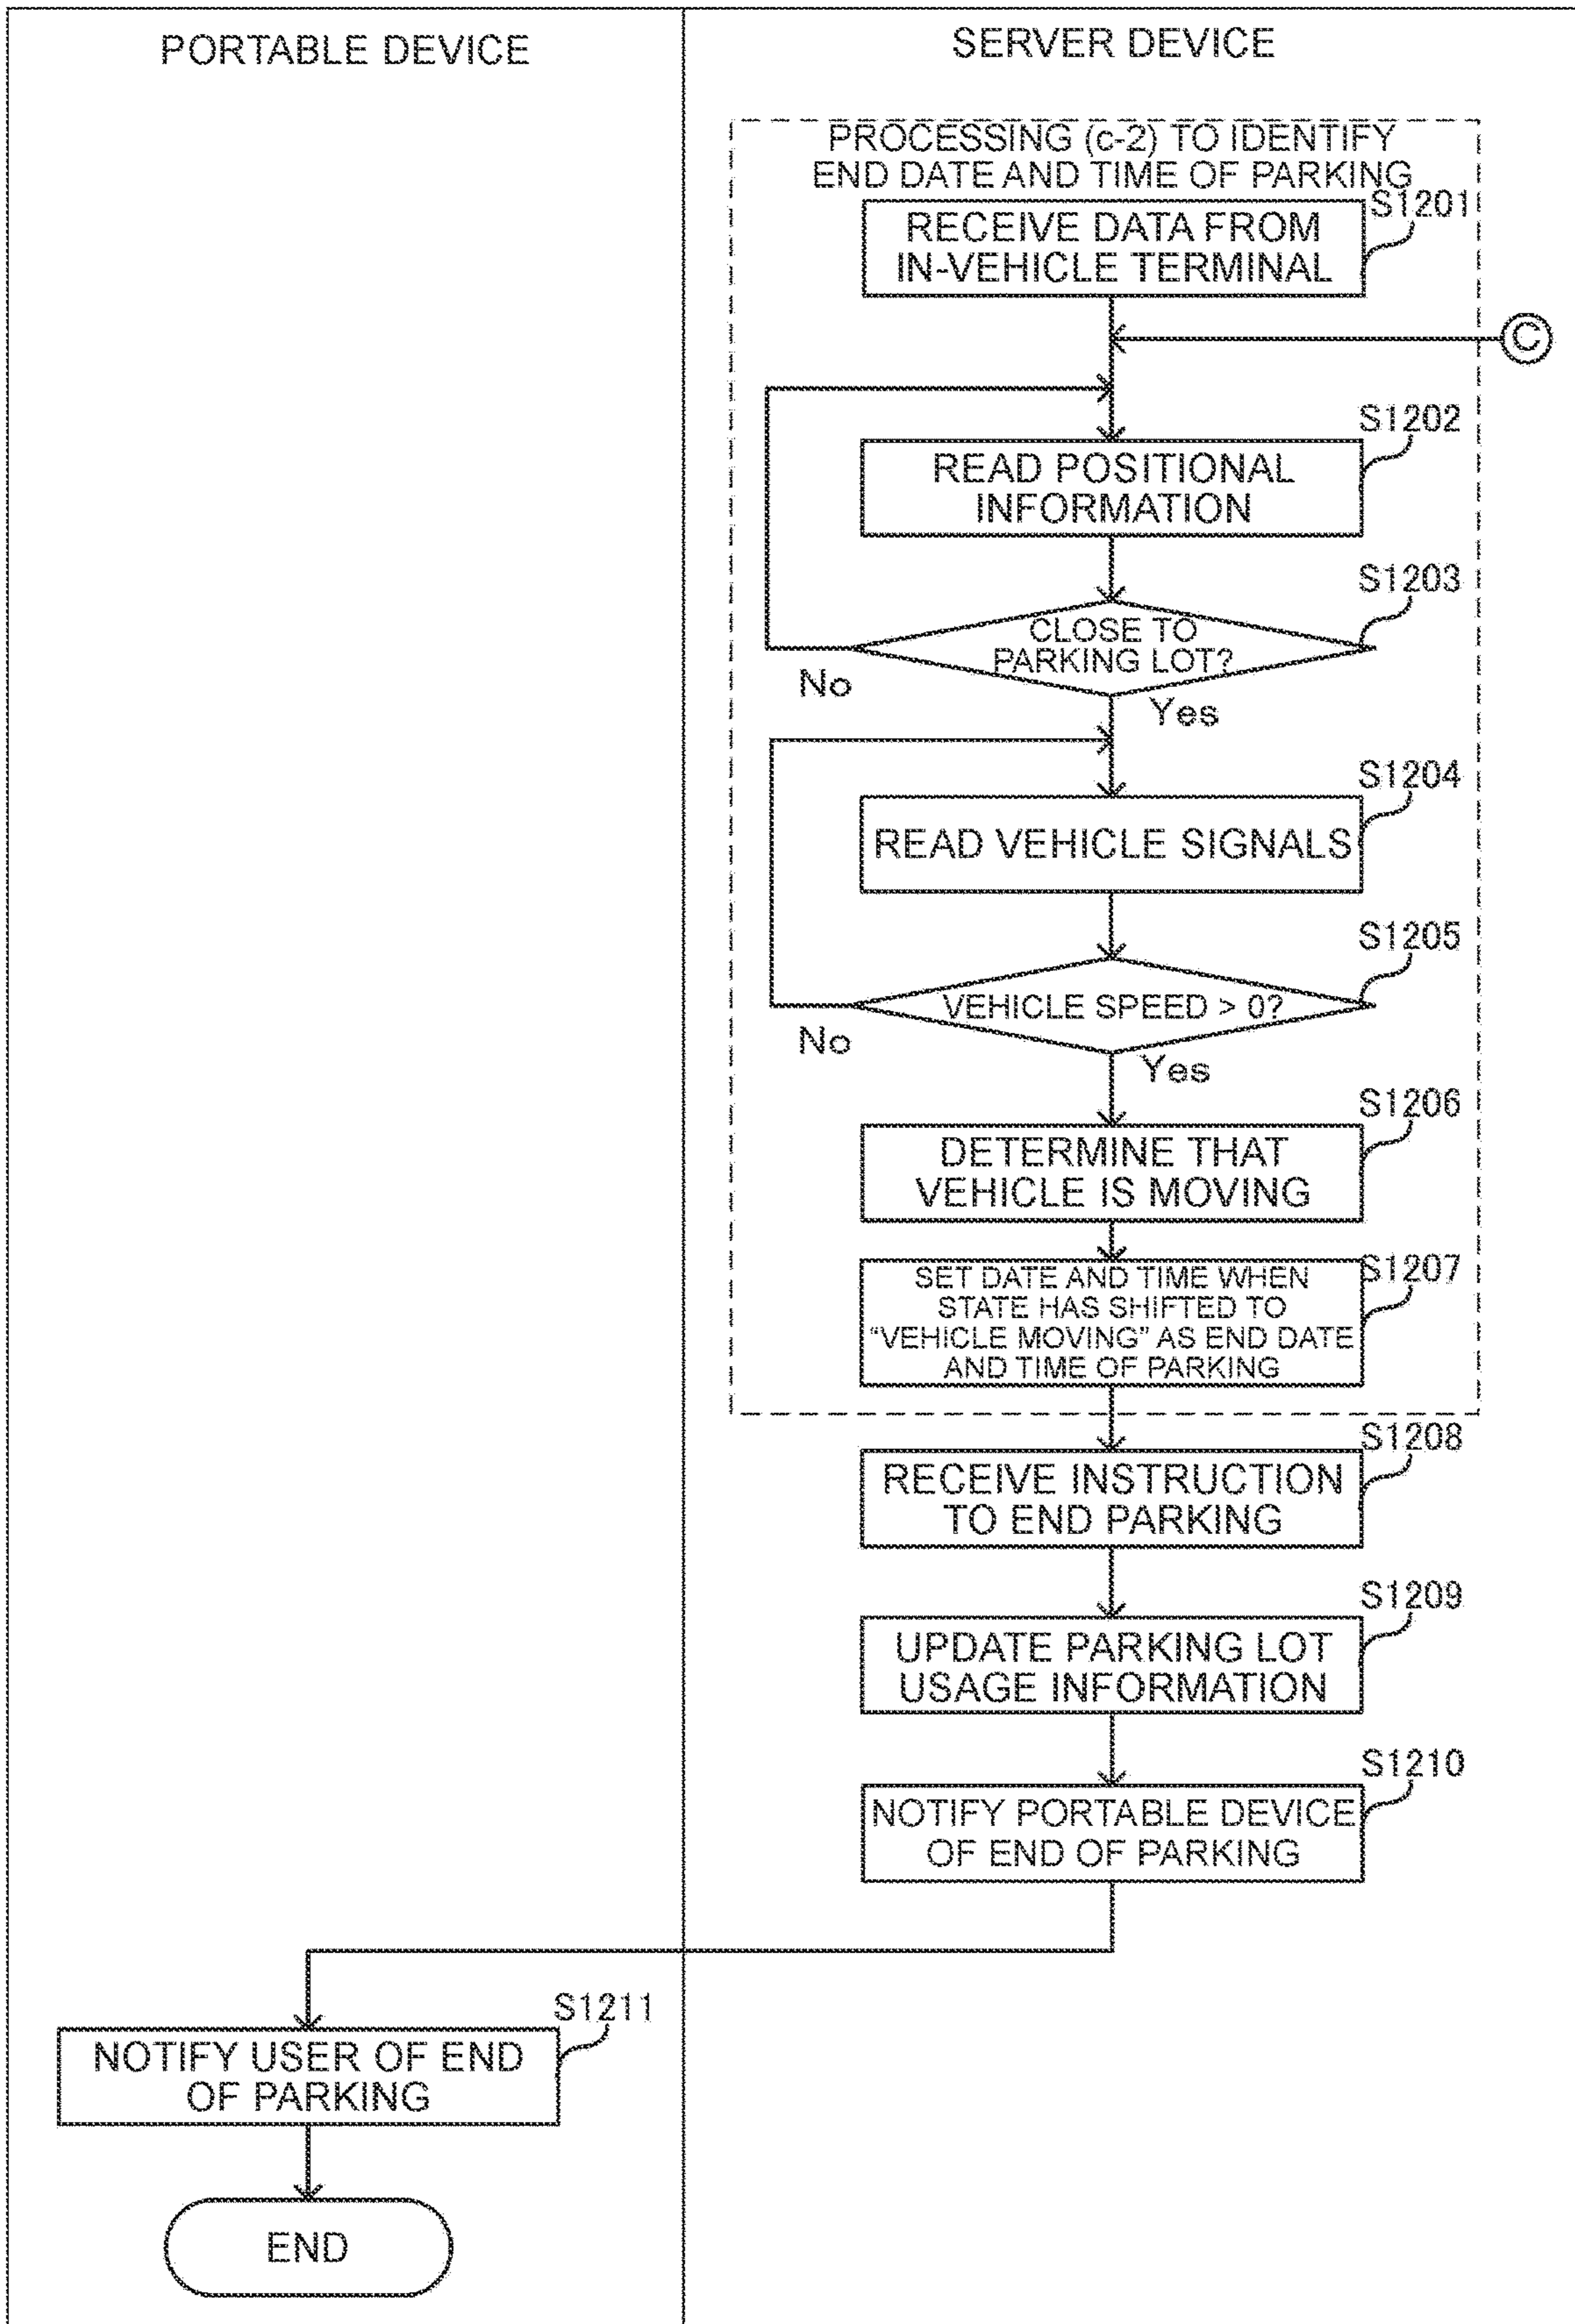 PORTABLE DEVICE
SERVER DEVICE
PROCESSING (c-2) TO IDENTIFY
END DATE AND TIME OF PARKING
S1201
RECEIVE DATA FROM
IN-VEHICLE TERMINAL
C
S1202
READ POSITIONAL
INFORMATION
S1203
CLOSE TO
PARKING LOT?
No
Yes
S1204
READ VEHICLE SIGNALS
S1205
VEHICLE SPEED > 0?
No
Yes
S1206
DETERMINE THAT
VEHICLE IS MOVING
S1207
SET DATE AND TIME WHEN
STATE HAS SHIFTED TO
“VEHICLE MOVING” AS END DATE
AND TIME OF PARKING
S1208
RECEIVE INSTRUCTION
TO END PARKING
S1209
UPDATE PARKING LOT
USAGE INFORMATION
S1210
NOTIFY PORTABLE DEVICE
OF END OF PARKING
S1211
NOTIFY USER OF END
OF PARKING
END